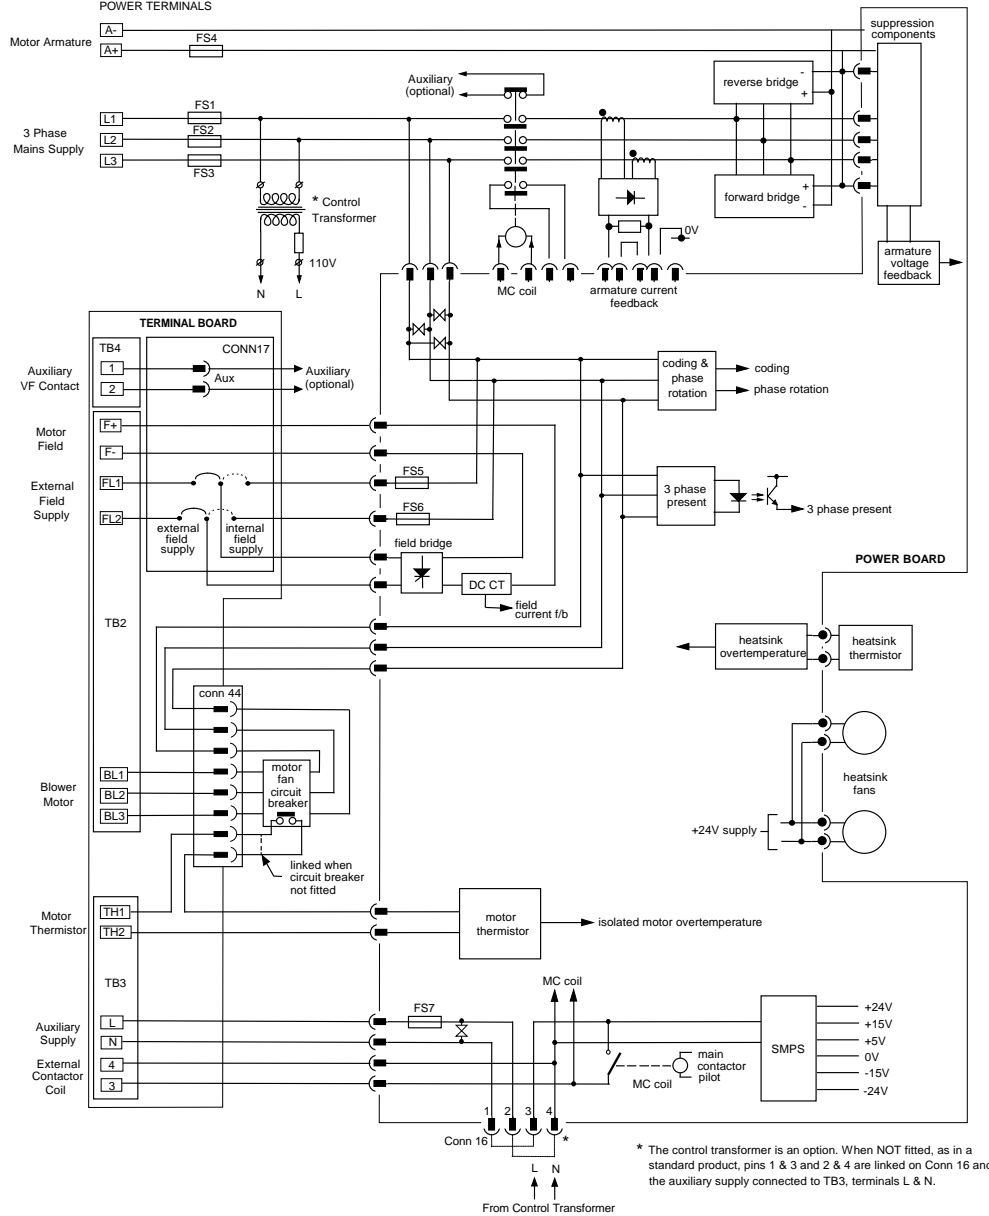 POWER TERMINALS
Motor Armature
A-
A+
FS4
suppression
components
Auxiliary
(optional)
reverse bridge
-
+
3 Phase
Mains Supply
L1
L2
L3
FS1
FS2
FS3
* Control
Transformer
110V
N
L
forward bridge
+
-
0V
MC coil
armature current
feedback
armature
voltage
feedback
TERMINAL BOARD
TB4
CONN17
Auxiliary
VF Contact
1
2
Aux
Auxiliary
(optional)
coding &
phase
rotation
coding
phase rotation
Motor
Field
F+
F-
External
Field
Supply
FL1
FL2
FS5
FS6
external
field
supply
internal
field
supply
3 phase
present
3 phase present
field bridge
DC CT
field
current f/b
POWER BOARD
TB2
heatsink
overtemperature
heatsink
thermistor
conn 44
Blower
Motor
BL1
BL2
BL3
motor
fan
circuit
breaker
linked when
circuit breaker
not fitted
heatsink
fans
+24V supply
Motor
Thermistor
TH1
TH2
motor
thermistor
isolated motor overtemperature
TB3
MC coil
Auxiliary
Supply
L
N
FS7
External
Contactor
Coil
4
3
MC coil
main
contactor
pilot
SMPS
+24V
+15V
+5V
0V
-15V
-24V
1
2
3
4
Conn 16
*
L
N
From Control Transformer
* The control transformer is an option. When NOT fitted, as in a
standard product, pins 1 & 3 and 2 & 4 are linked on Conn 16 and
the auxiliary supply connected to TB3, terminals L & N.